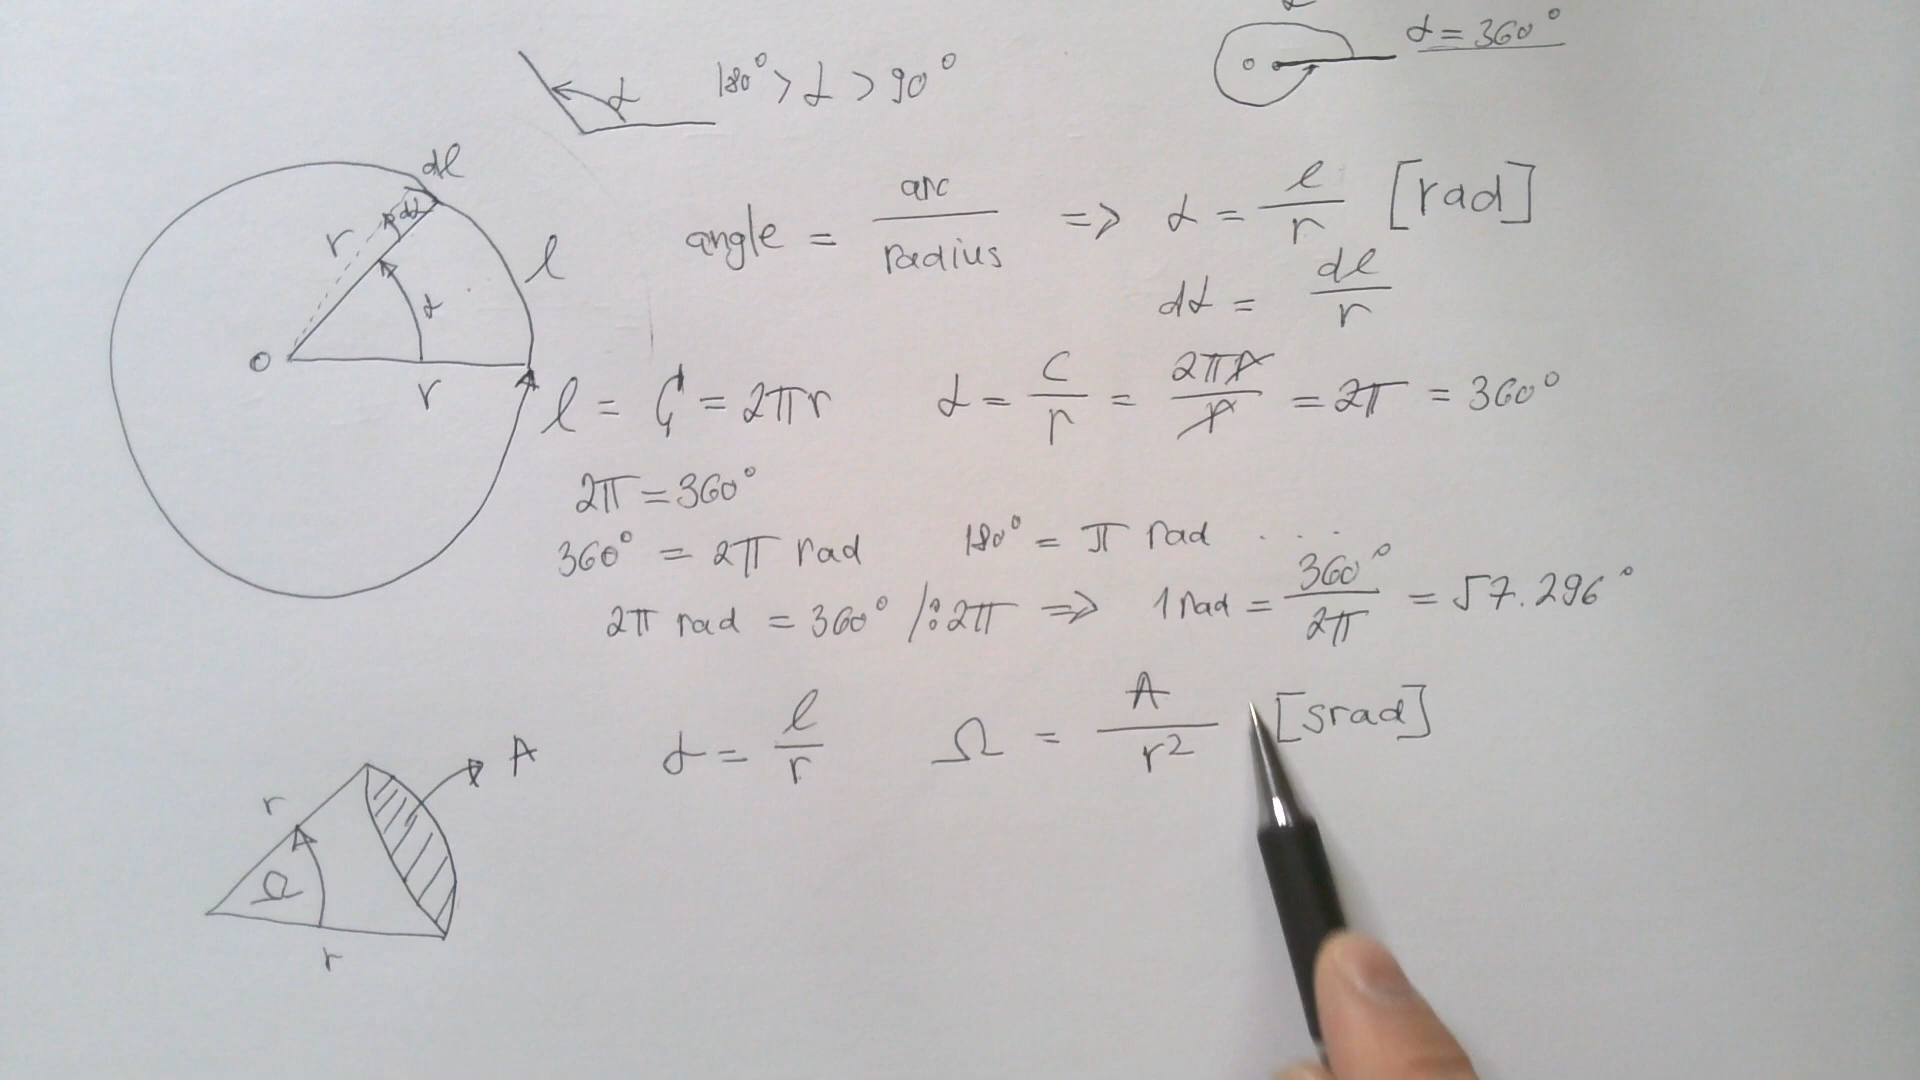 α = 360°
180° > α > 90°
α
o
dl
dα
r
l
α
o
r
angle = arc / radius => α = l / r [rad]
dα = dl / r
l = C = 2πr α = C / r = 2πr / r = 2π = 360°
2π = 360°
360° = 2π rad 180° = π rad . . .
2π rad = 360° /:2π => 1 rad = 360° / 2π = 57.296°
α = l / r Ω = A / r² [srad]
A
r
Ω
r